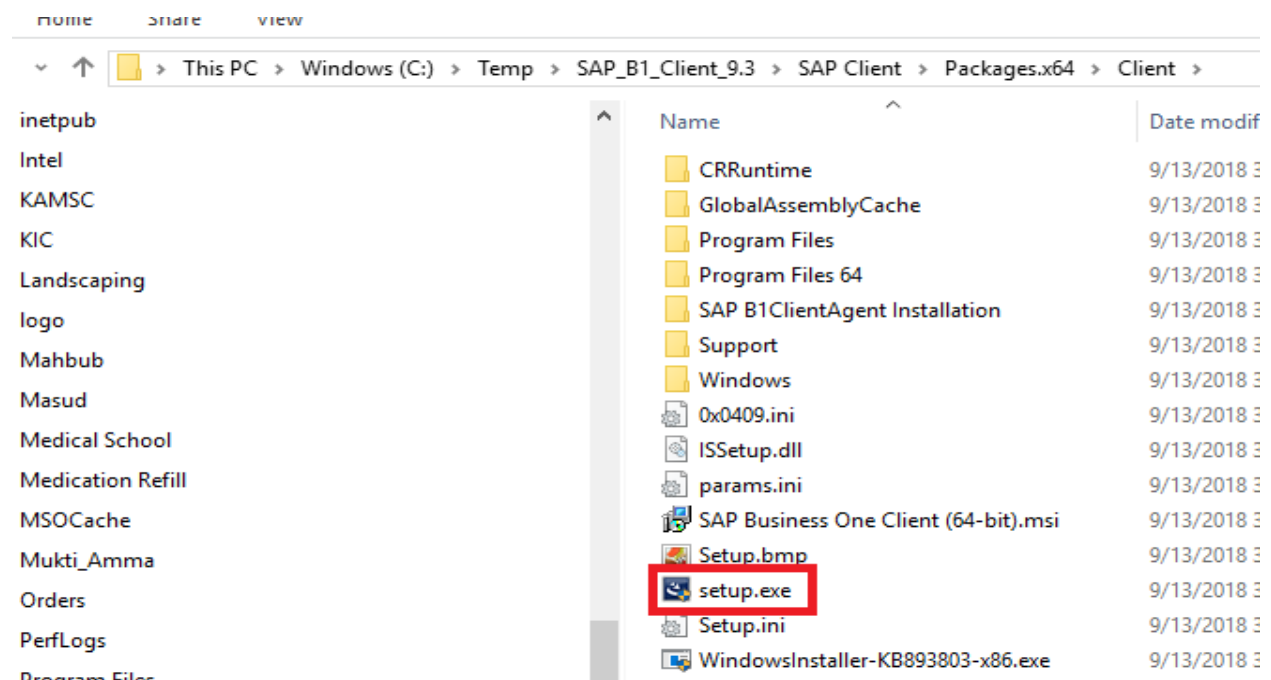 Home Share View
This PC > Windows (C:) > Temp > SAP_B1_Client_9.3 > SAP Client > Packages.x64 > Client >
inetpub
Intel
KAMSC
KIC
Landscaping
logo
Mahbub
Masud
Medical School
Medication Refill
MSOCache
Mukti_Amma
Orders
PerfLogs
Program Files
Name Date modif
CRRuntime 9/13/2018 3
GlobalAssemblyCache 9/13/2018 3
Program Files 9/13/2018 3
Program Files 64 9/13/2018 3
SAP B1ClientAgent Installation 9/13/2018 3
Support 9/13/2018 3
Windows 9/13/2018 3
0x0409.ini 9/13/2018 3
ISSetup.dll 9/13/2018 3
params.ini 9/13/2018 3
SAP Business One Client (64-bit).msi 9/13/2018 3
Setup.bmp 9/13/2018 3
setup.exe 9/13/2018 3
Setup.ini 9/13/2018 3
WindowsInstaller-KB893803-x86.exe 9/13/2018 3